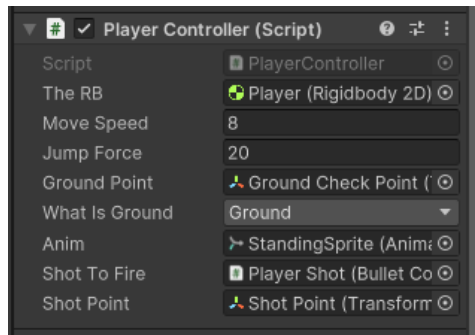 Player Controller (Script)
Script PlayerController
The RB Player (Rigidbody 2D)
Move Speed 8
Jump Force 20
Ground Point Ground Check Point (
What Is Ground Ground
Anim StandingSprite (Anima
Shot To Fire Player Shot (Bullet Co
Shot Point Shot Point (Transform